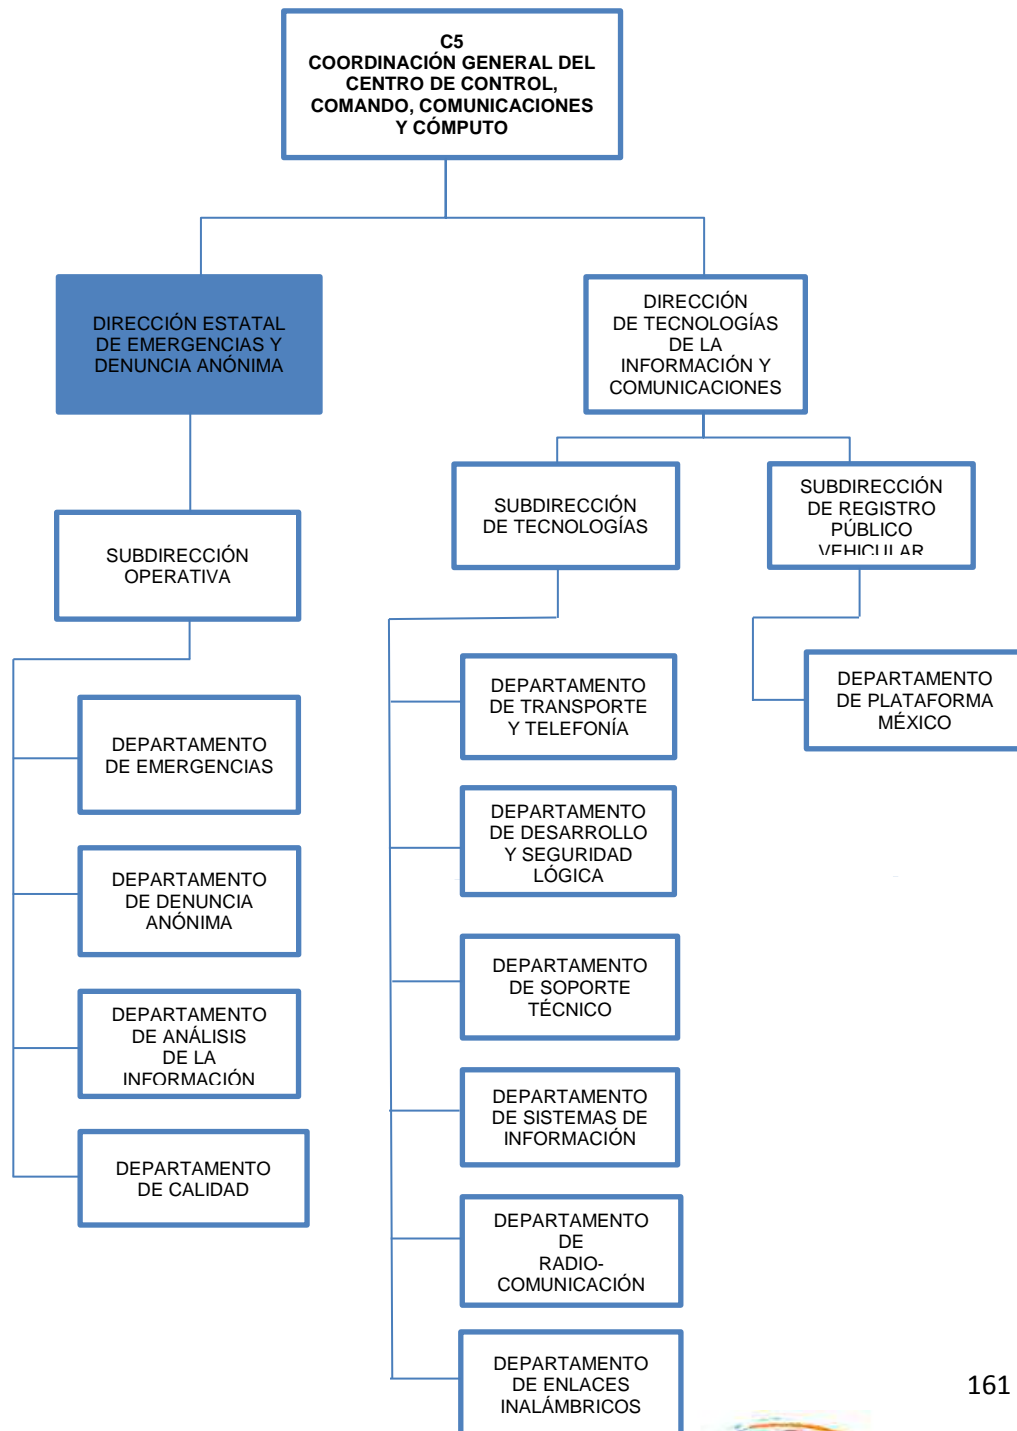 C5
COORDINACIÓN GENERAL DEL
CENTRO DE CONTROL,
COMANDO, COMUNICACIONES
Y CÓMPUTO
DIRECCIÓN ESTATAL
DE EMERGENCIAS Y
DENUNCIA ANÓNIMA
DIRECCIÓN
DE TECNOLOGÍAS
DE LA
INFORMACIÓN Y
COMUNICACIONES
SUBDIRECCIÓN
OPERATIVA
SUBDIRECCIÓN
DE TECNOLOGÍAS
SUBDIRECCIÓN
DE REGISTRO
PÚBLICO
VEHICULAR
DEPARTAMENTO
DE EMERGENCIAS
DEPARTAMENTO
DE DENUNCIA
ANÓNIMA
DEPARTAMENTO
DE ANÁLISIS
DE LA
INFORMACIÓN
DEPARTAMENTO
DE CALIDAD
DEPARTAMENTO
DE TRANSPORTE
Y TELEFONÍA
DEPARTAMENTO
DE DESARROLLO
Y SEGURIDAD
LÓGICA
DEPARTAMENTO
DE SOPORTE
TÉCNICO
DEPARTAMENTO
DE SISTEMAS DE
INFORMACIÓN
DEPARTAMENTO
DE
RADIO-
COMUNICACIÓN
DEPARTAMENTO
DE ENLACES
INALÁMBRICOS
DEPARTAMENTO
DE PLATAFORMA
MÉXICO
161